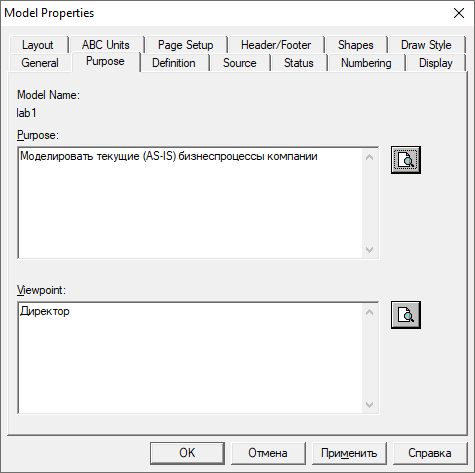 Model Properties
Layout ABC Units Page Setup Header/Footer Shapes Draw Style
General Purpose Definition Source Status Numbering Display
Model Name:
lab1
Purpose:
Моделировать текущие (AS-IS) бизнеспроцессы компании
Viewpoint:
Директор
OK Отмена Применить Справка